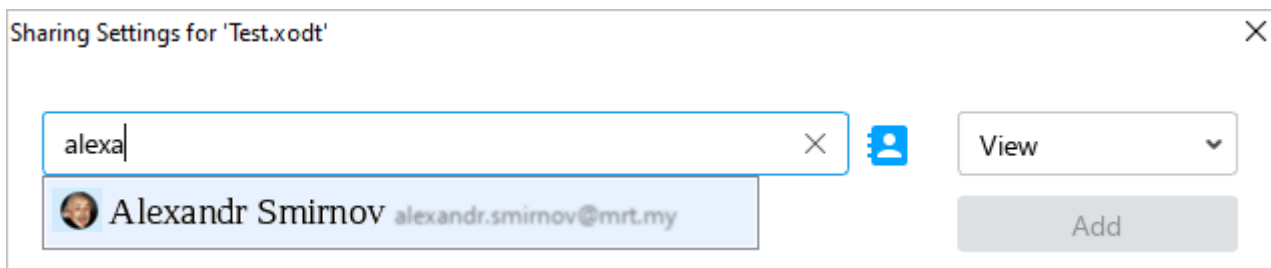 Sharing Settings for 'Test.xodt'
alexa
View
Alexandr Smirnov alexandr.smirnov@mrt.my
Add